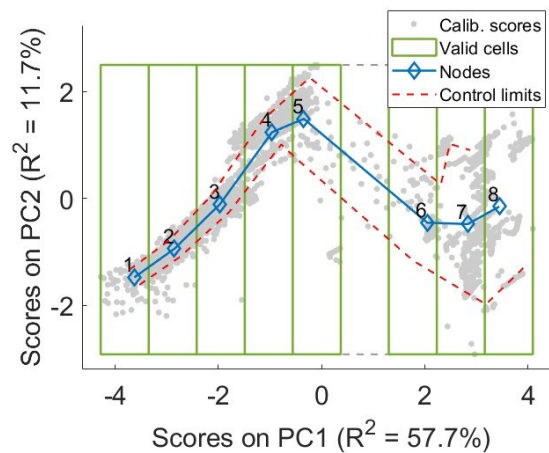 Calib. scores
Valid cells
Nodes
Control limits
2
0
-2
Scores on PC2 (R² = 11.7%)
1
2
3
4
5
6
7
8
-4
-2
0
2
4
Scores on PC1 (R² = 57.7%)